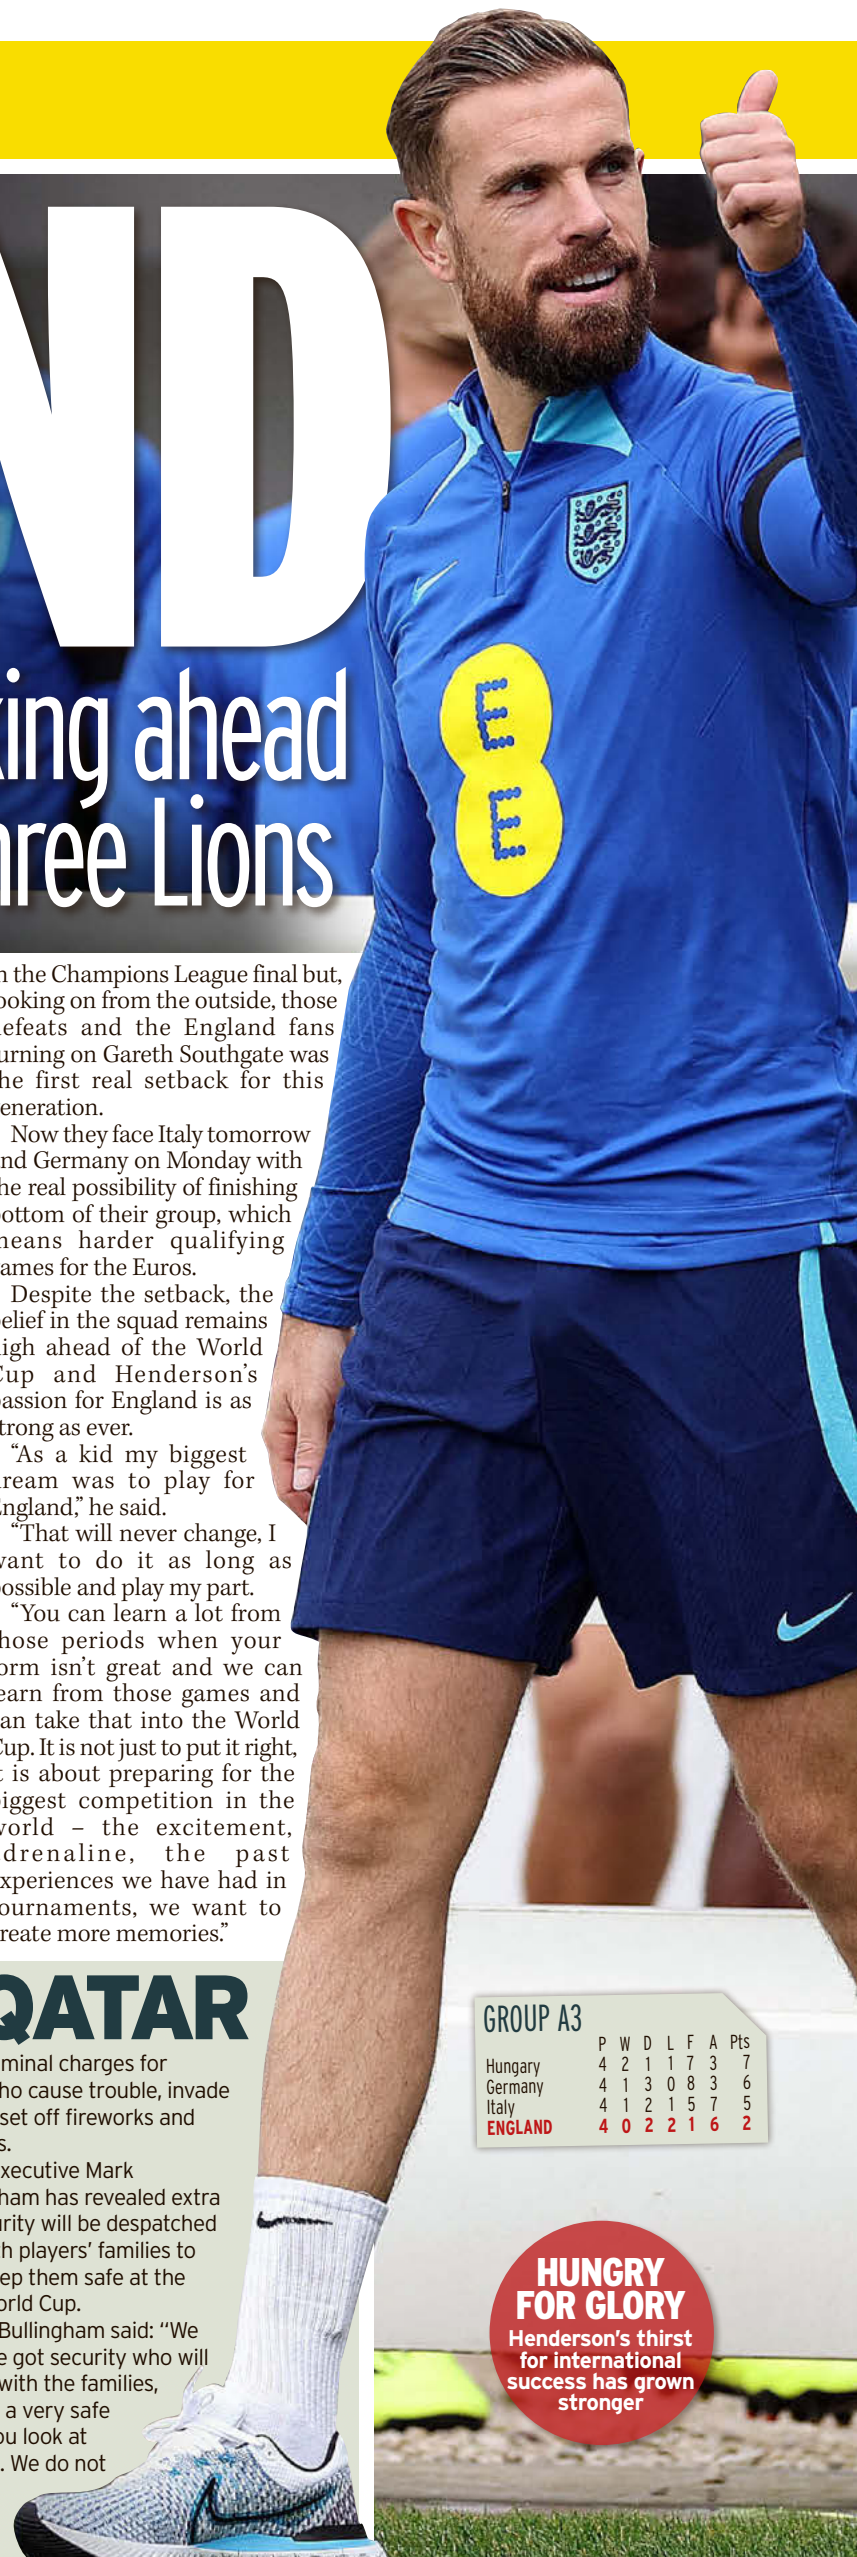 ND
king ahead
hree Lions
n the Champions League final but,
ooking on from the outside, those
efeats and the England fans
urning on Gareth Southgate was
he first real setback for this
eneration.
Now they face Italy tomorrow
nd Germany on Monday with
he real possibility of finishing
ottom of their group, which
neans harder qualifying
ames for the Euros.
Despite the setback, the
elief in the squad remains
igh ahead of the World
Cup and Henderson's
assion for England is as
trong as ever.
“As a kid my biggest
ream was to play for
England,” he said.
“That will never change, I
vant to do it as long as
ossible and play my part.
“You can learn a lot from
hose periods when your
orm isn't great and we can
earn from those games and
an take that into the World
Cup. It is not just to put it right,
t is about preparing for the
iggest competition in the
vorld – the excitement,
drenaline, the past
xperiences we have had in
ournaments, we want to
reate more memories.”
QATAR
minal charges for
ho cause trouble, invade
set off fireworks and
s.
xecutive Mark
ham has revealed extra
urity will be despatched
h players' families to
ep them safe at the
orld Cup.
Bullingham said: “We
e got security who will
with the families,
a very safe
ou look at
. We do not
EE
GROUP A3
P W D L F A Pts
Hungary 4 2 1 1 7 3 7
Germany 4 1 3 0 8 3 6
Italy 4 1 2 1 5 7 5
ENGLAND 4 0 2 2 1 6 2
HUNGRY
FOR GLORY
Henderson's thirst
for international
success has grown
stronger